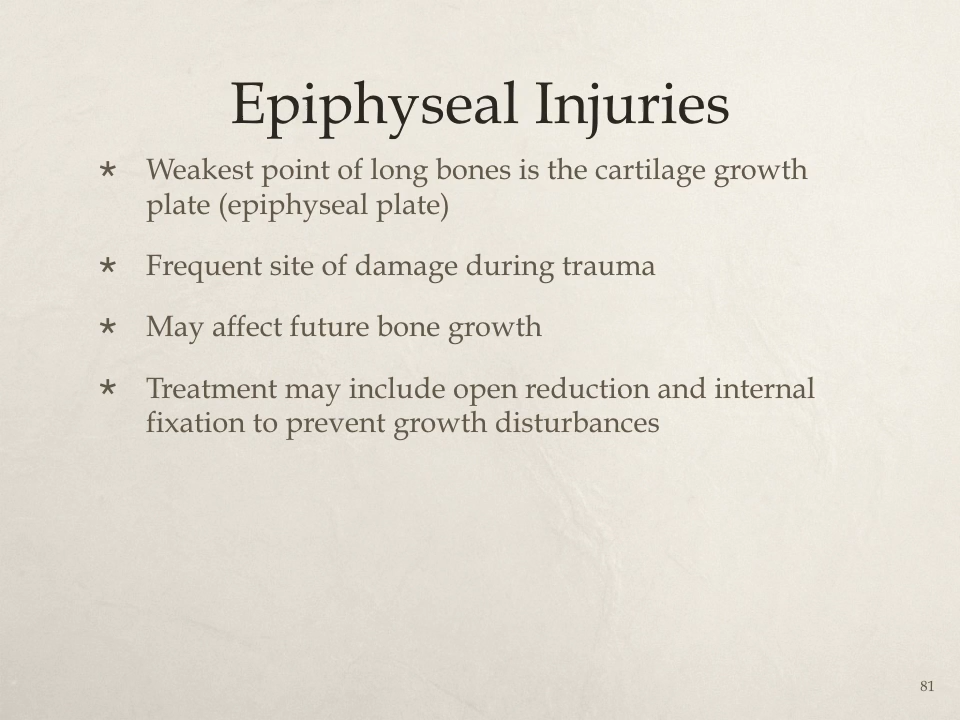 Epiphyseal Injuries
* Weakest point of long bones is the cartilage growth
plate (epiphyseal plate)
* Frequent site of damage during trauma
* May affect future bone growth
* Treatment may include open reduction and internal
fixation to prevent growth disturbances
81